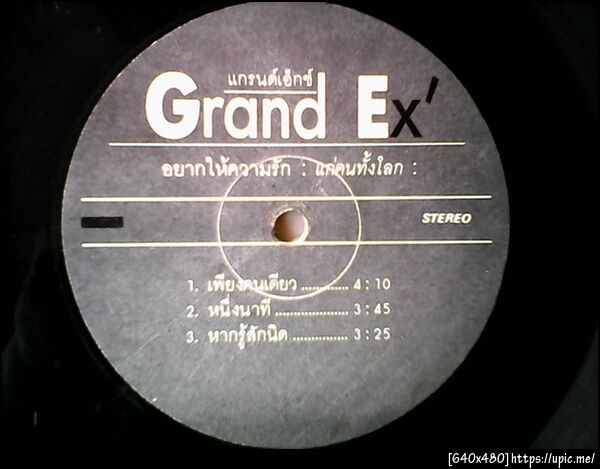 แกรนด์เอ็กซ์
Grand Ex'
อยากให้ความรัก : แก่คนทั้งโลก :
STEREO
1. เพียงคนเดียว ............ 4 : 10
2. หนึ่งนาที ................... 3 : 45
3. หากรู้สักนิด ............... 3 : 25
[640x480]https://upic.me/